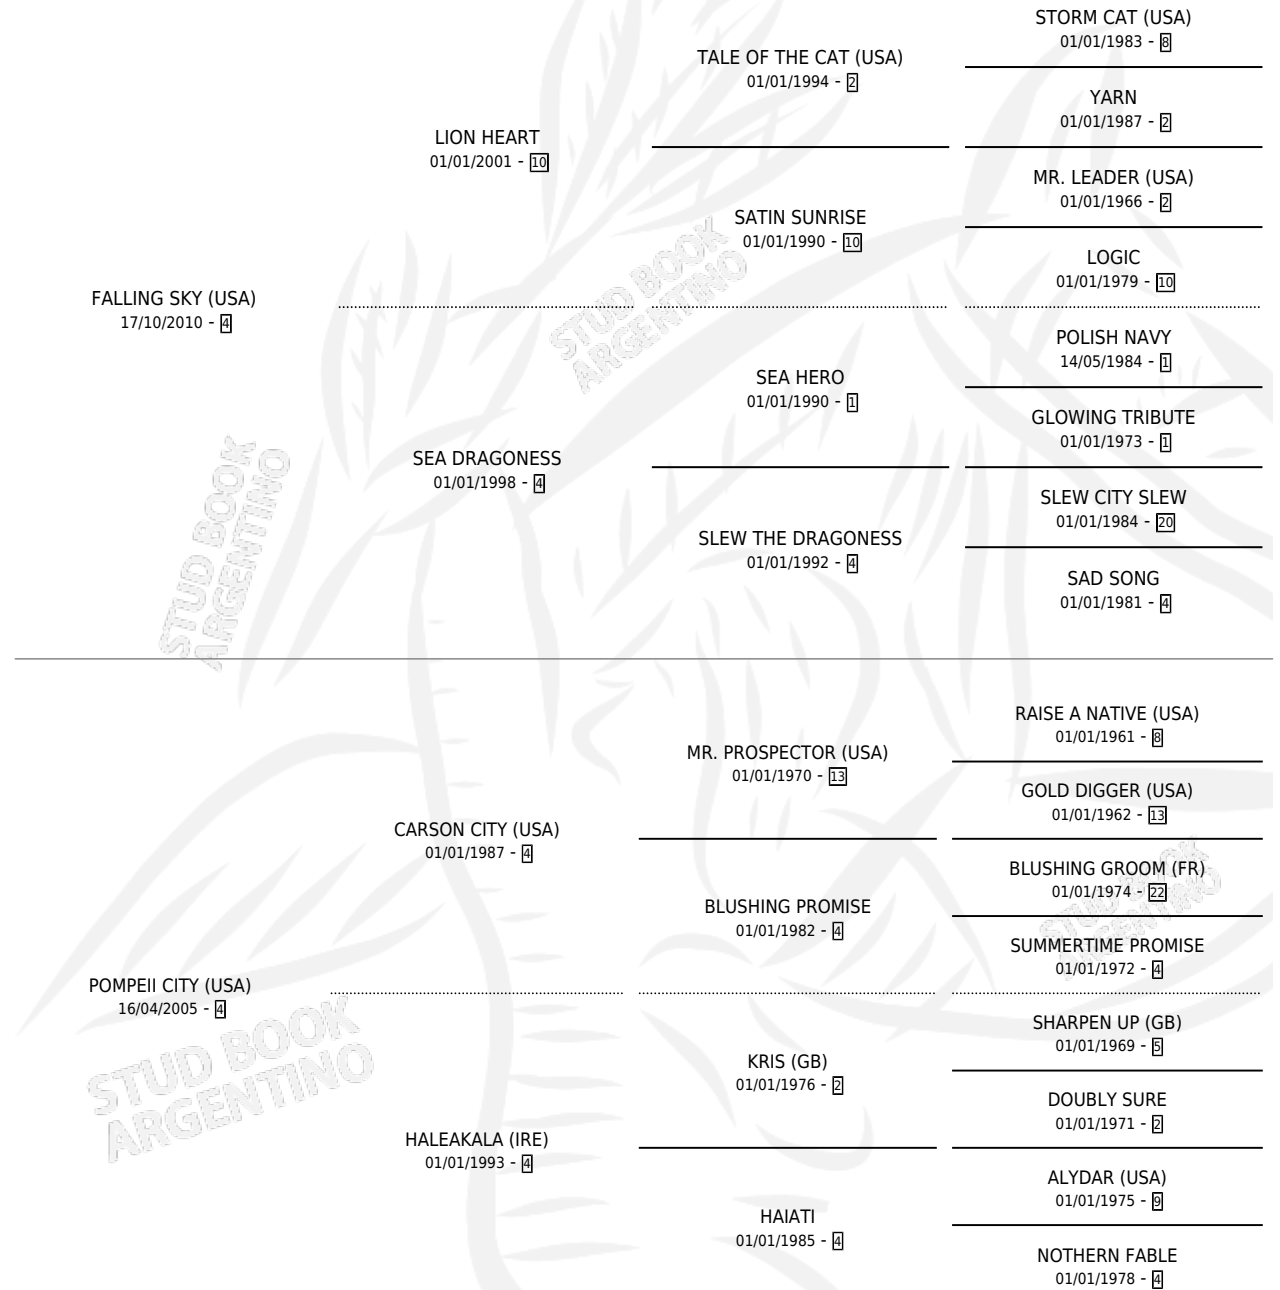 STORM CAT (USA)
01/01/1983 - 8
TALE OF THE CAT (USA)
01/01/1994 - 2
YARN
01/01/1987 - 2
LION HEART
01/01/2001 - 10
MR. LEADER (USA)
01/01/1966 - 2
SATIN SUNRISE
01/01/1990 - 10
LOGIC
01/01/1979 - 10
FALLING SKY (USA)
17/10/2010 - 4
STUD BOOK
ARGENTINO
POLISH NAVY
14/05/1984 - 1
SEA HERO
01/01/1990 - 1
GLOWING TRIBUTE
01/01/1973 - 1
SEA DRAGONESS
01/01/1998 - 4
SLEW CITY SLEW
01/01/1984 - 20
SLEW THE DRAGONESS
01/01/1992 - 4
SAD SONG
01/01/1981 - 4
STUD BOOK
ARGENTINO
RAISE A NATIVE (USA)
01/01/1961 - 8
MR. PROSPECTOR (USA)
01/01/1970 - 13
GOLD DIGGER (USA)
01/01/1962 - 13
CARSON CITY (USA)
01/01/1987 - 4
BLUSHING GROOM (FR)
01/01/1974 - 22
BLUSHING PROMISE
01/01/1982 - 4
SUMMERTIME PROMISE
01/01/1972 - 4
STUD BOOK
ARGENTINO
POMPEII CITY (USA)
16/04/2005 - 4
SHARPEN UP (GB)
01/01/1969 - 5
KRIS (GB)
01/01/1976 - 2
DOUBLY SURE
01/01/1971 - 2
STUD BOOK
ARGENTINO
HALEAKALA (IRE)
01/01/1993 - 4
ALYDAR (USA)
01/01/1975 - 9
HAIATI
01/01/1985 - 4
NOTHERN FABLE
01/01/1978 - 4